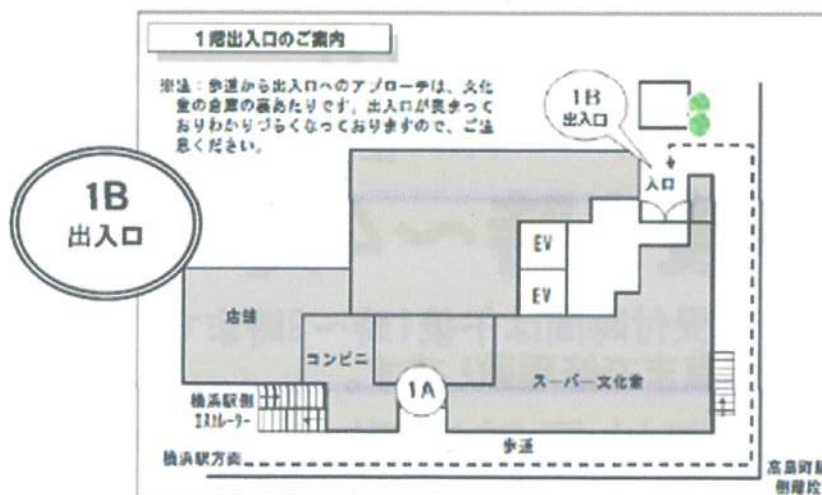 1階出入口のご案内
※注：歩道から出入口へのアプローチは、文化
堂の倉庫の裏あたりです。出入口が奥まって
おりわかりづらくなっておりますので、ご注
意ください。
1B
出入口
1B
出入口
入口
EV
EV
店舗
コンビニ
1A
スーパー文化堂
横浜駅側
エスカレーター
歩道
横浜駅方面
高島町駅
側階段